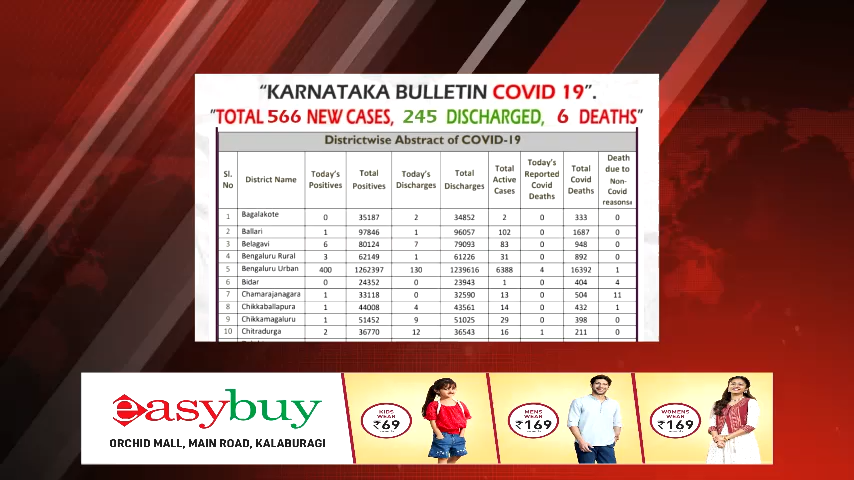 “KARNATAKA BULLETIN COVID 19”.
“TOTAL 566 NEW CASES, 245 DISCHARGED, 6 DEATHS”
Districtwise Abstract of COVID-19
Sl. No District Name Today's Positives Total Positives Today's Discharges Total Discharges Total Active Cases Today's Reported Covid Deaths Total Covid Deaths Death due to Non-Covid reasons
1 Bagalakote 0 35187 2 34852 2 0 333 0
2 Ballari 1 97846 1 96057 102 0 1687 0
3 Belagavi 6 80124 7 79093 83 0 948 0
4 Bengaluru Rural 3 62149 1 61226 31 0 892 0
5 Bengaluru Urban 400 1262397 130 1239616 6388 4 16392 1
6 Bidar 0 24352 0 23943 1 0 404 4
7 Chamarajanagara 1 33118 0 32590 13 0 504 11
8 Chikkaballapura 1 44008 4 43561 14 0 432 1
9 Chikkamagaluru 1 51452 9 51025 29 0 398 0
10 Chitradurga 2 36770 12 36543 16 1 211 0
easybuy
ORCHID MALL, MAIN ROAD, KALABURAGI
KIDS WEAR ₹69
MENS WEAR ₹169
WOMENS WEAR ₹169